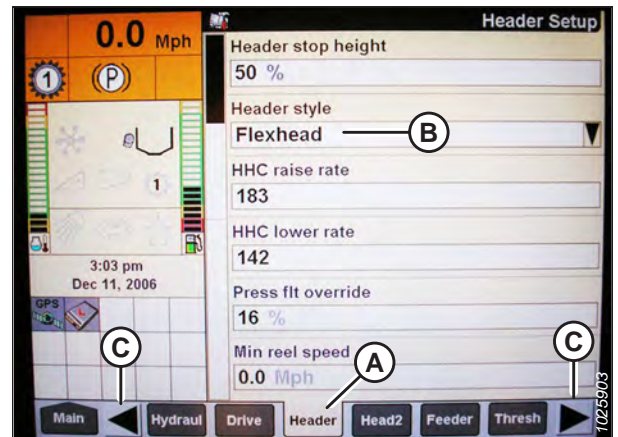 Header Setup
0.0 Mph
1
(P)
1
3:03 pm
Dec 11, 2006
GPS
Header stop height
50 %
Header style
Flexhead
B
HHC raise rate
183
HHC lower rate
142
Press flt override
16 %
Min reel speed
0.0 Mph
A
C
C
Main
Hydraul
Drive
Header
Head2
Feeder
Thresh
1025903